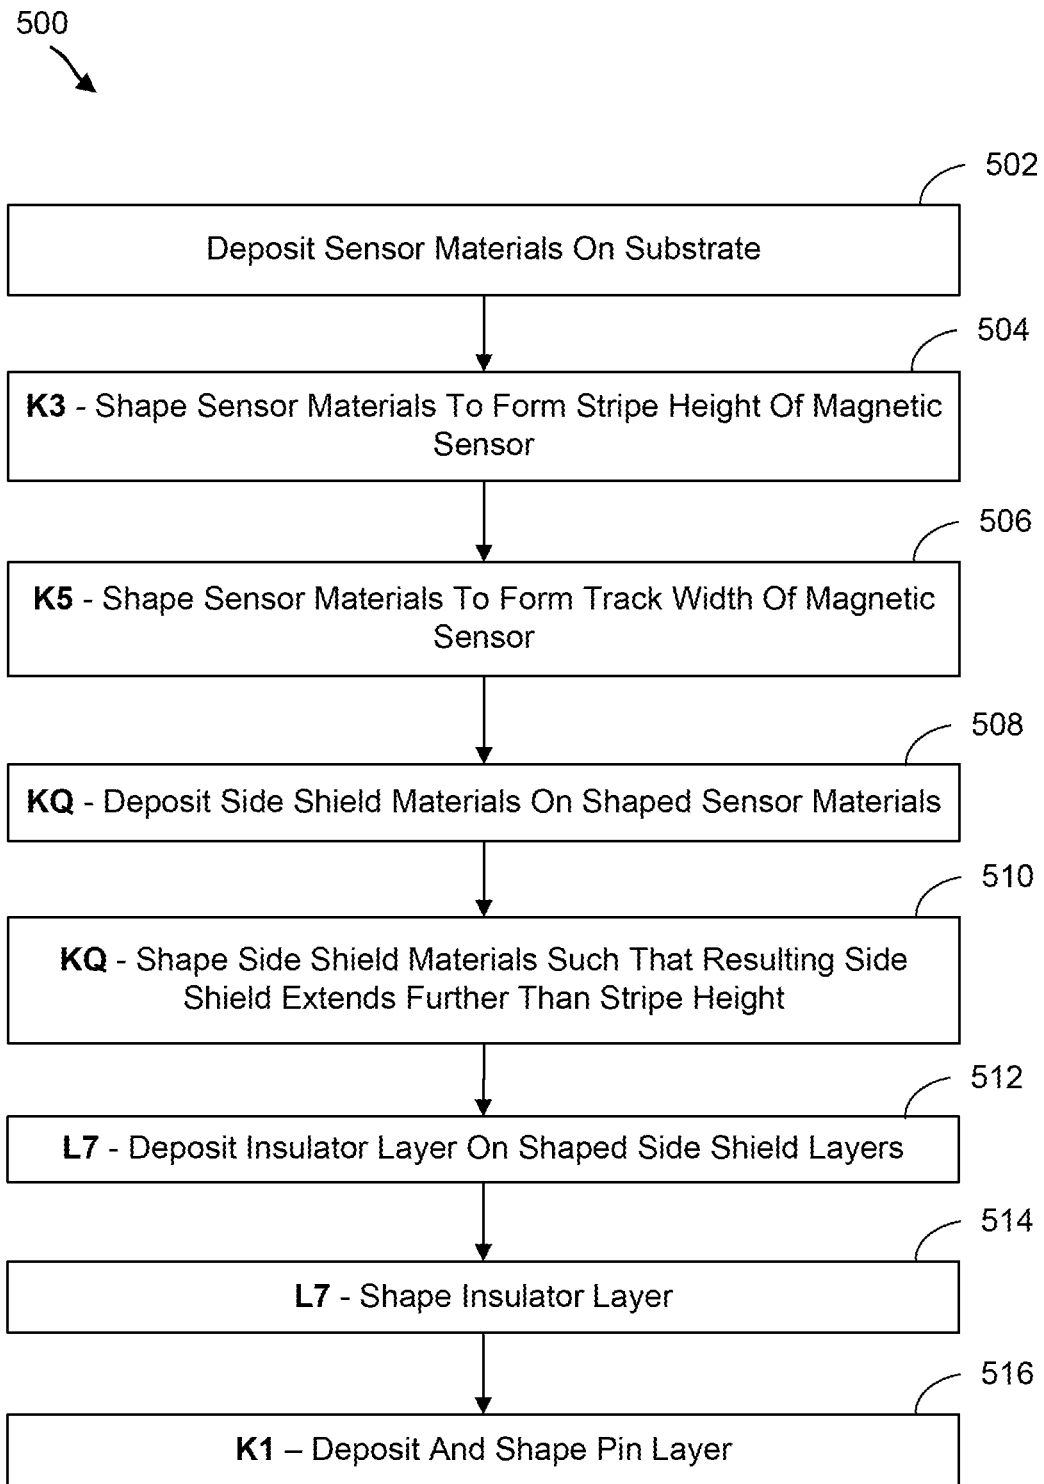 500
502
Deposit Sensor Materials On Substrate
504
K3 - Shape Sensor Materials To Form Stripe Height Of Magnetic
Sensor
506
K5 - Shape Sensor Materials To Form Track Width Of Magnetic
Sensor
508
KQ - Deposit Side Shield Materials On Shaped Sensor Materials
510
KQ - Shape Side Shield Materials Such That Resulting Side
Shield Extends Further Than Stripe Height
512
L7 - Deposit Insulator Layer On Shaped Side Shield Layers
514
L7 - Shape Insulator Layer
516
K1 – Deposit And Shape Pin Layer